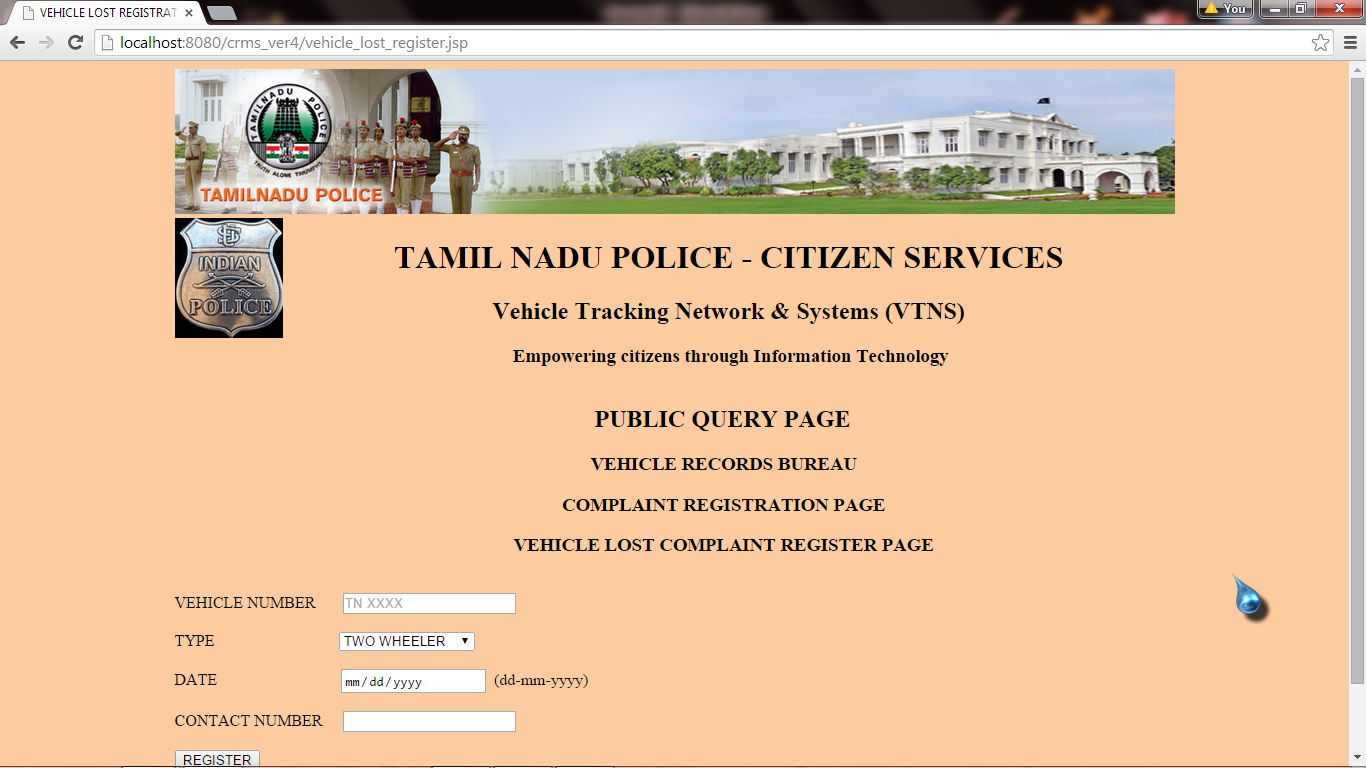 VEHICLE LOST REGISTRAT
You
localhost:8080/crms_ver4/vehicle_lost_register.jsp
TAMILNADU POLICE
TRUTH ALONE TRIUMPHS
TAMILNADU POLICE
INDIAN
POLICE
TAMIL NADU POLICE - CITIZEN SERVICES
Vehicle Tracking Network & Systems (VTNS)
Empowering citizens through Information Technology
PUBLIC QUERY PAGE
VEHICLE RECORDS BUREAU
COMPLAINT REGISTRATION PAGE
VEHICLE LOST COMPLAINT REGISTER PAGE
VEHICLE NUMBER TN XXXX
TYPE TWO WHEELER
DATE mm/dd/yyyy (dd-mm-yyyy)
CONTACT NUMBER
REGISTER